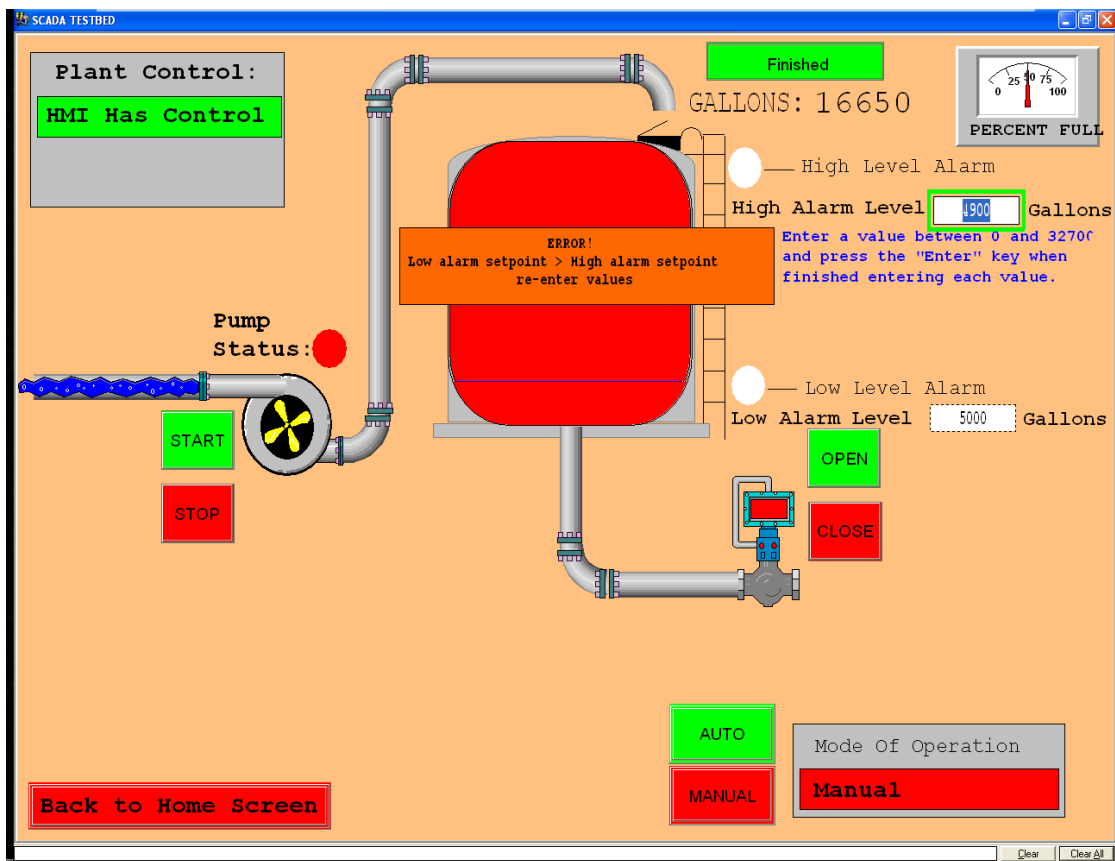 SCADA TESTBED
Plant Control:
HMI Has Control
Finished
GALLONS: 16650
0 25 50 75 100
PERCENT FULL
High Level Alarm
High Alarm Level 4900 Gallons
Enter a value between 0 and 32700
and press the "Enter" key when
finished entering each value.
ERROR!
Low alarm setpoint > High alarm setpoint
re-enter values
Pump
Status:
START
STOP
Low Level Alarm
Low Alarm Level 5000 Gallons
OPEN
CLOSE
AUTO
MANUAL
Mode Of Operation
Manual
Back to Home Screen
Clear Clear All